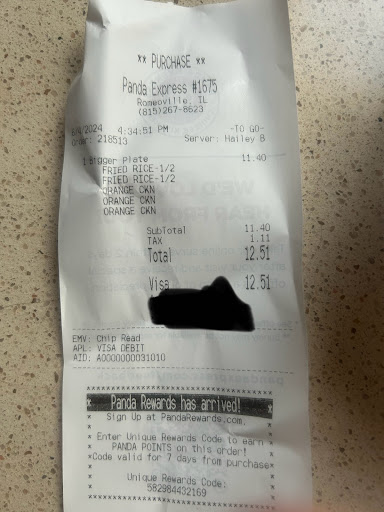 ** PURCHASE **
Panda Express #1675
Romeoville, IL
(815)267-8623
/2024 4:34:51 PM -TO GO-
Order: 218513 Server: Hailey B
1 Bigger Plate 11.40
FRIED RICE-1/2
FRIED RICE-1/2
ORANGE CKN
ORANGE CKN
ORANGE CKN
SubTotal 11.40
TAX 1.11
Total 12.51
Visa 12.51
EMV: Chip Read
APL: VISA DEBIT
AID: A0000000031010
Panda Rewards has arrived!
Sign Up at PandaRewards.com.
Enter Unique Rewards Code to earn
PANDA POINTS on this order!
*Code valid for 7 days from purchase*
Unique Rewards Code:
582984432169